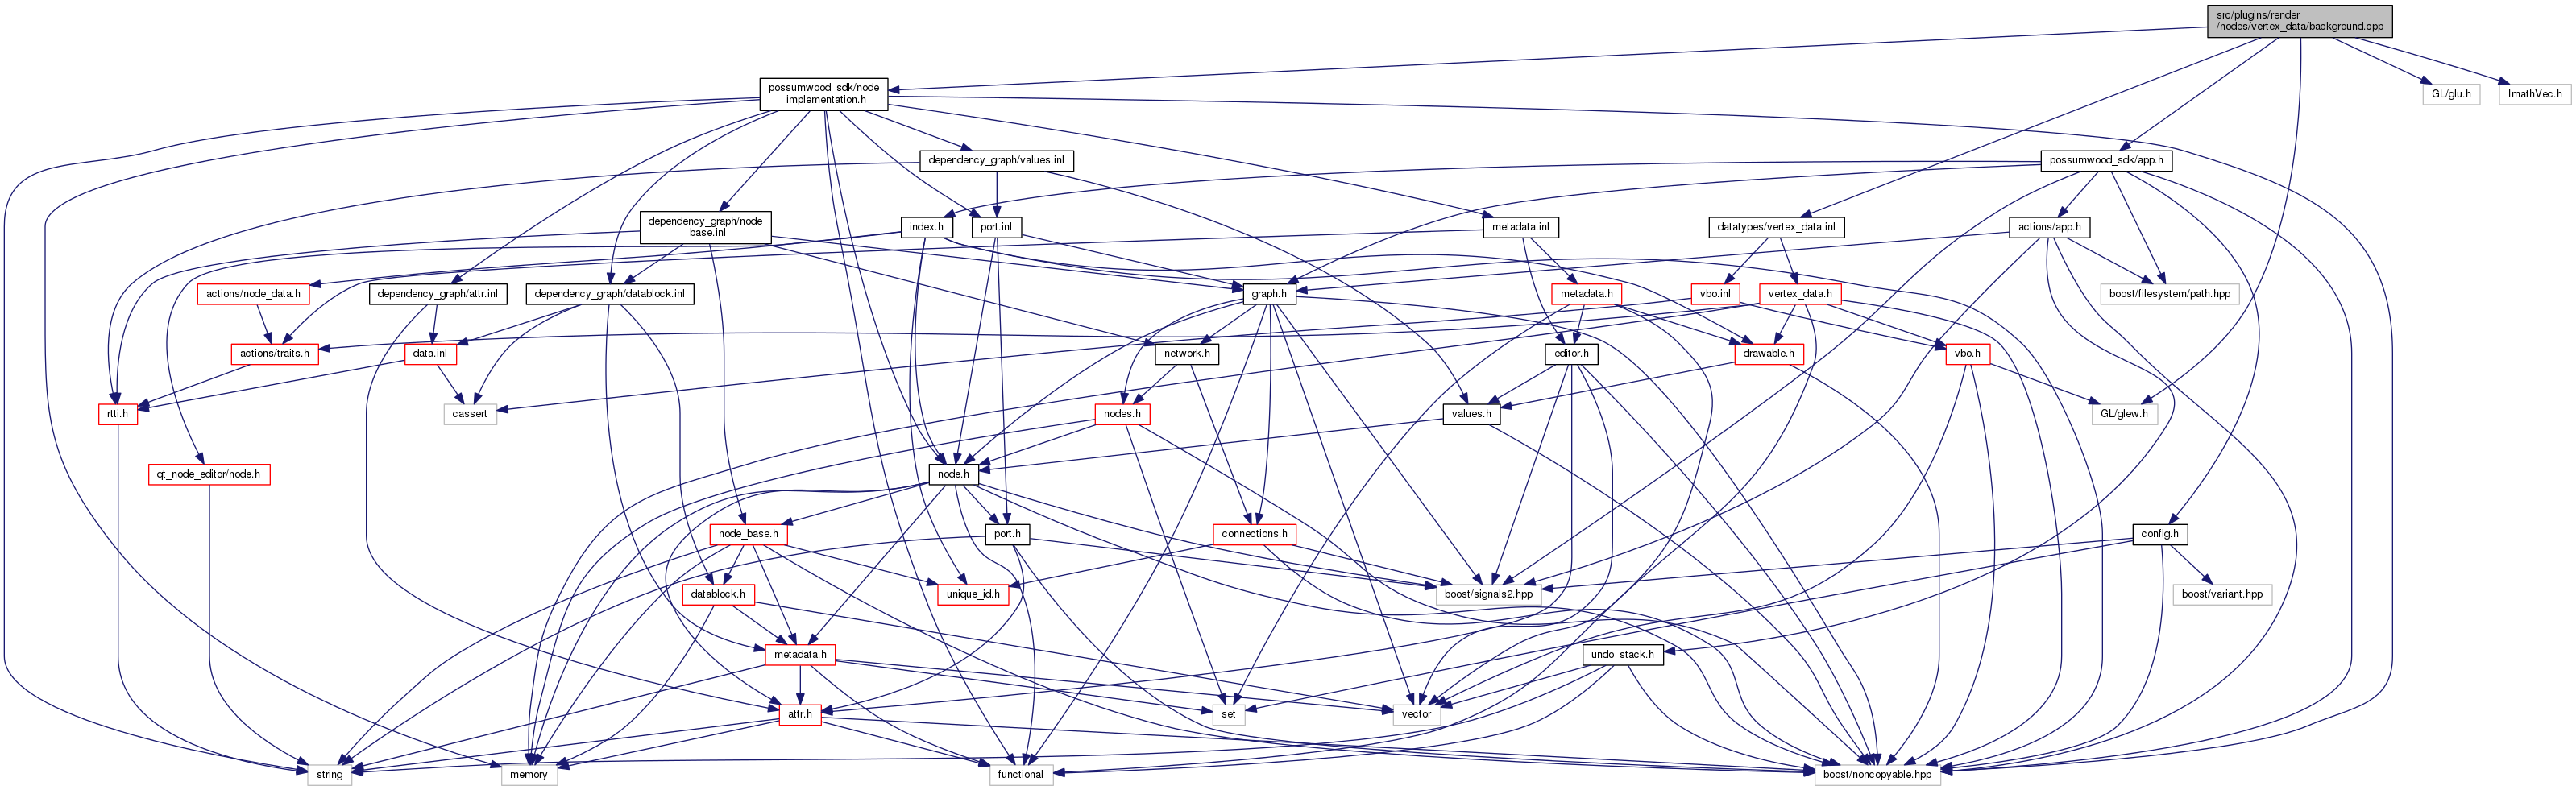 src/plugins/render
/nodes/vertex_data/background.cpp
possumwood_sdk/node
_implementation.h
GL/glu.h
ImathVec.h
dependency_graph/values.inl
possumwood_sdk/app.h
dependency_graph/node
_base.inl
index.h
port.inl
metadata.inl
datatypes/vertex_data.inl
actions/app.h
actions/node_data.h
dependency_graph/attr.inl
dependency_graph/datablock.inl
graph.h
metadata.h
vbo.inl
vertex_data.h
boost/filesystem/path.hpp
actions/traits.h
data.inl
network.h
editor.h
drawable.h
vbo.h
rtti.h
cassert
nodes.h
values.h
GL/glew.h
qt_node_editor/node.h
node.h
node_base.h
port.h
connections.h
config.h
datablock.h
unique_id.h
boost/signals2.hpp
boost/variant.hpp
metadata.h
undo_stack.h
attr.h
set
vector
string
memory
functional
boost/noncopyable.hpp